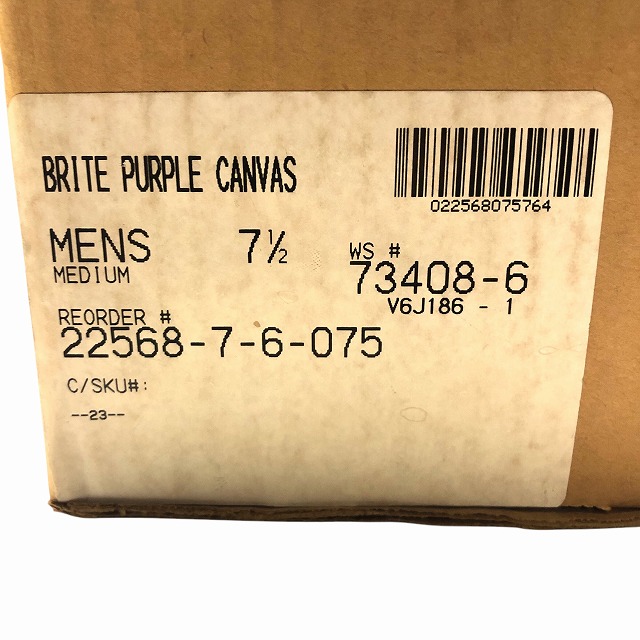 BRITE PURPLE CANVAS
022568075764
MENS 7½
MEDIUM
WS #
73408-6
V6J186 - 1
REORDER #
22568-7-6-075
C/SKU#:
--23--